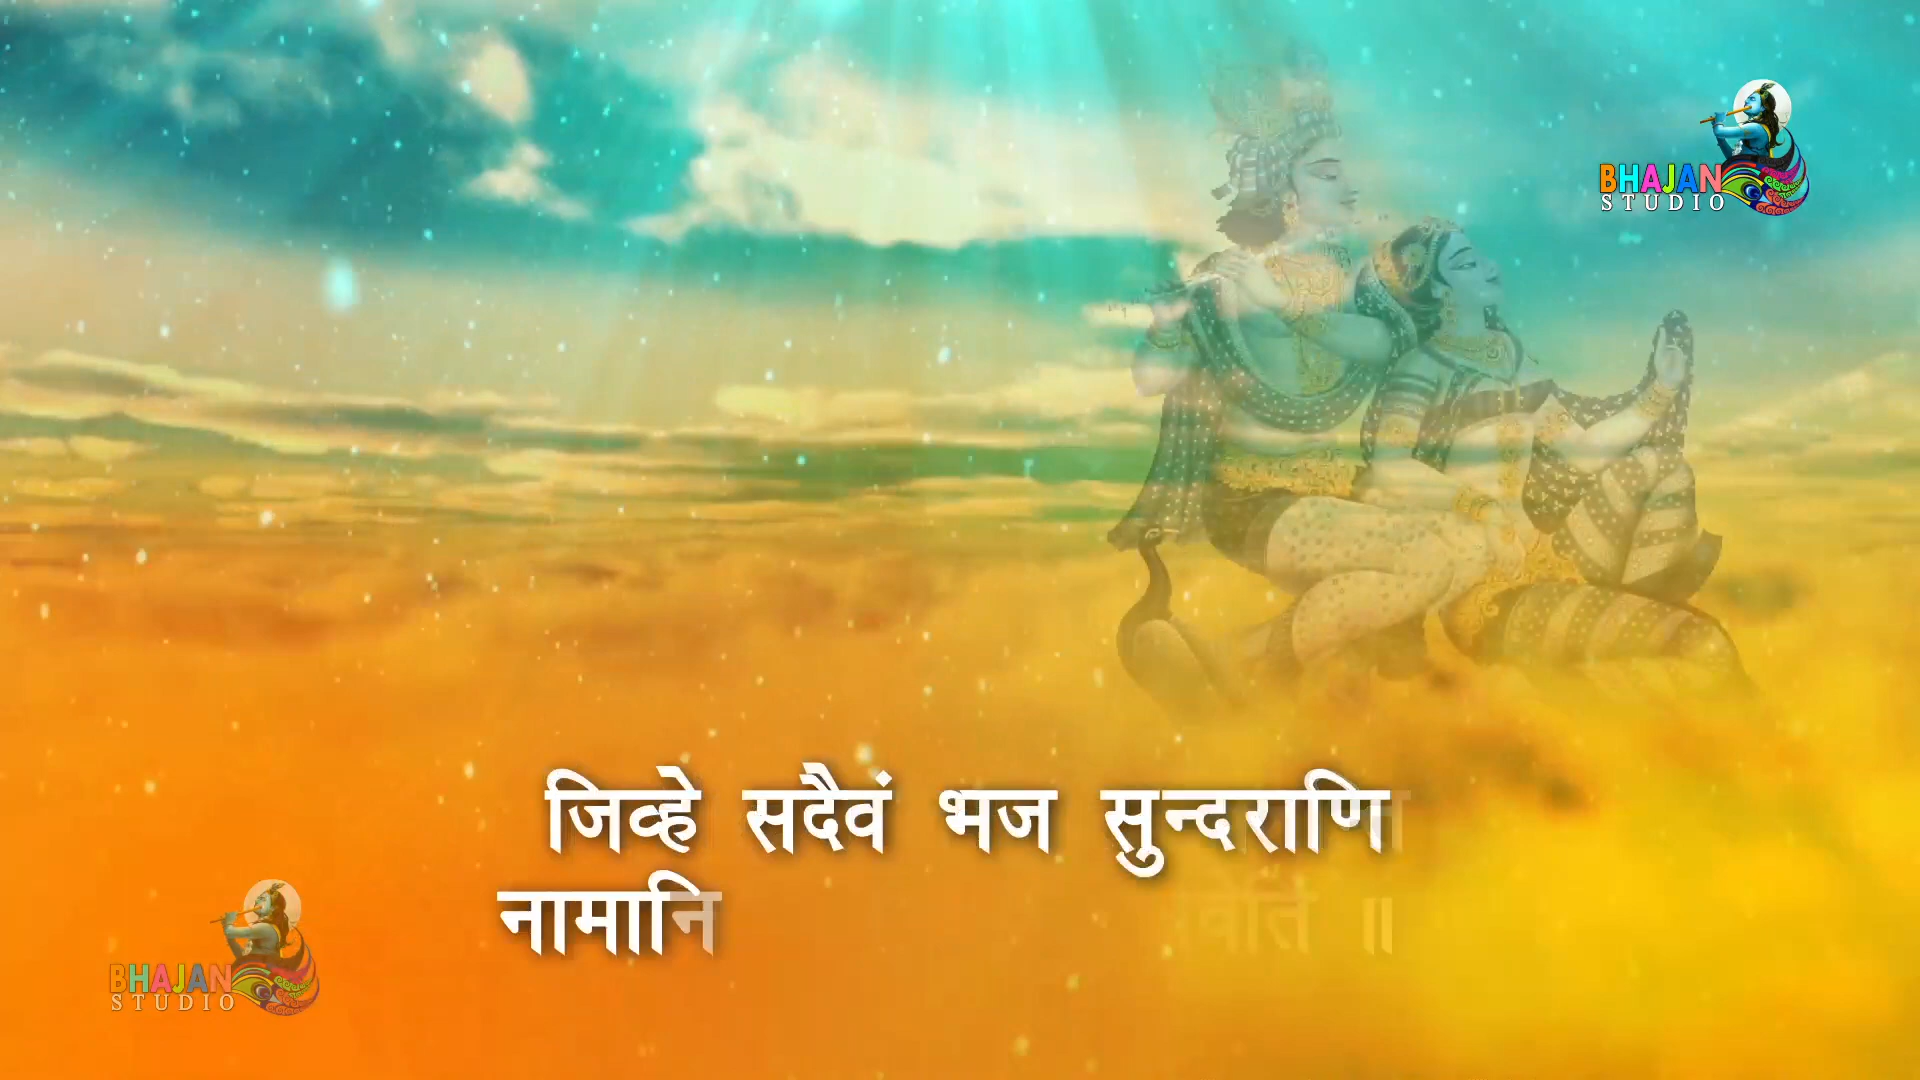 BHAJAN
STUDIO
जिव्हे सदैवं भज सुन्दराणि
नामानि ॥
BHAJAN
STUDIO